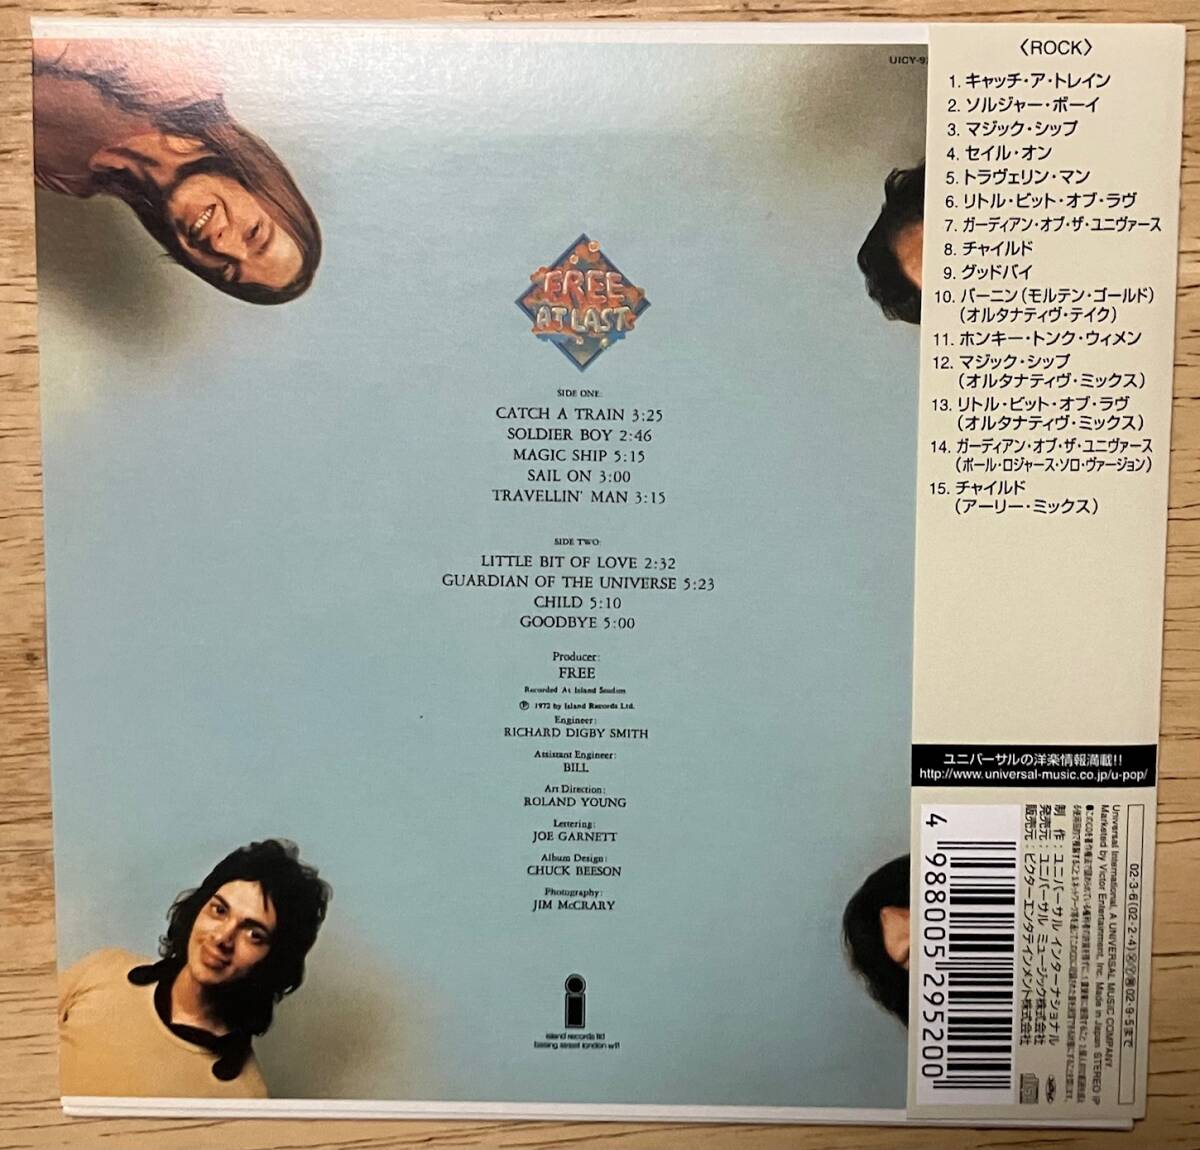 UICY-9
FREE
AT LAST
SIDE ONE:
CATCH A TRAIN 3:25
SOLDIER BOY 2:46
MAGIC SHIP 5:15
SAIL ON 3:00
TRAVELLIN' MAN 3:15
SIDE TWO:
LITTLE BIT OF LOVE 2:32
GUARDIAN OF THE UNIVERSE 5:23
CHILD 5:10
GOODBYE 5:00
Producer:
FREE
Recorded At Island Studios
Ⓟ 1972 by Island Records Ltd.
Engineer:
RICHARD DIGBY SMITH
Assistant Engineer:
BILL
Art Direction:
ROLAND YOUNG
Lettering:
JOE GARNETT
Album Design:
CHUCK BEESON
Photography:
JIM McCRARY
island records ltd
basing street london w11
〈ROCK〉
1. キャッチ・ア・トレイン
2. ソルジャー・ボーイ
3. マジック・シップ
4. セイル・オン
5. トラヴェリン・マン
6. リトル・ビット・オブ・ラヴ
7. ガーディアン・オブ・ザ・ユニヴァース
8. チャイルド
9. グッドバイ
10. バーニン(モルテン・ゴールド)
(オルタナティヴ・テイク)
11. ホンキー・トンク・ウィメン
12. マジック・シップ
(オルタナティヴ・ミックス)
13. リトル・ビット・オブ・ラヴ
(オルタナティヴ・ミックス)
14. ガーディアン・オブ・ザ・ユニヴァース
(ポール・ロジャース・ソロ・ヴァージョン)
15. チャイルド
(アーリー・ミックス)
ユニバーサルの洋楽情報満載!!
http://www.universal-music.co.jp/u-pop/
02・3・6(02・2・4) 02・9・5まで
Universal International, A UNIVERSAL MUSIC COMPANY.
Marketed by Victor Entertainment, Inc. Made in Japan STEREO
制 作：ユニバーサル インターナショナル
発売元：ユニバーサル ミュージック株式会社
販売元：ビクター エンタテインメント株式会社
4 988005 295200